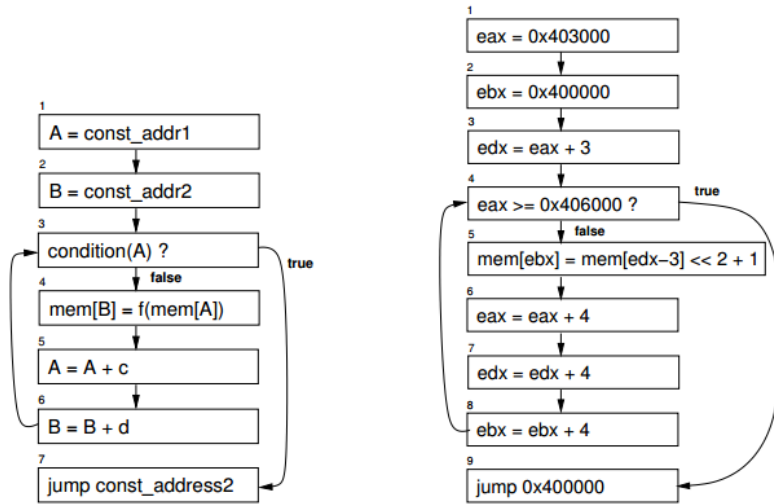 1
A = const_addr1
2
B = const_addr2
3
condition(A) ?
true
false
4
mem[B] = f(mem[A])
5
A = A + c
6
B = B + d
7
jump const_address2
1
eax = 0x403000
2
ebx = 0x400000
3
edx = eax + 3
4
eax >= 0x406000 ?
true
false
5
mem[ebx] = mem[edx−3] << 2 + 1
6
eax = eax + 4
7
edx = edx + 4
8
ebx = ebx + 4
9
jump 0x400000